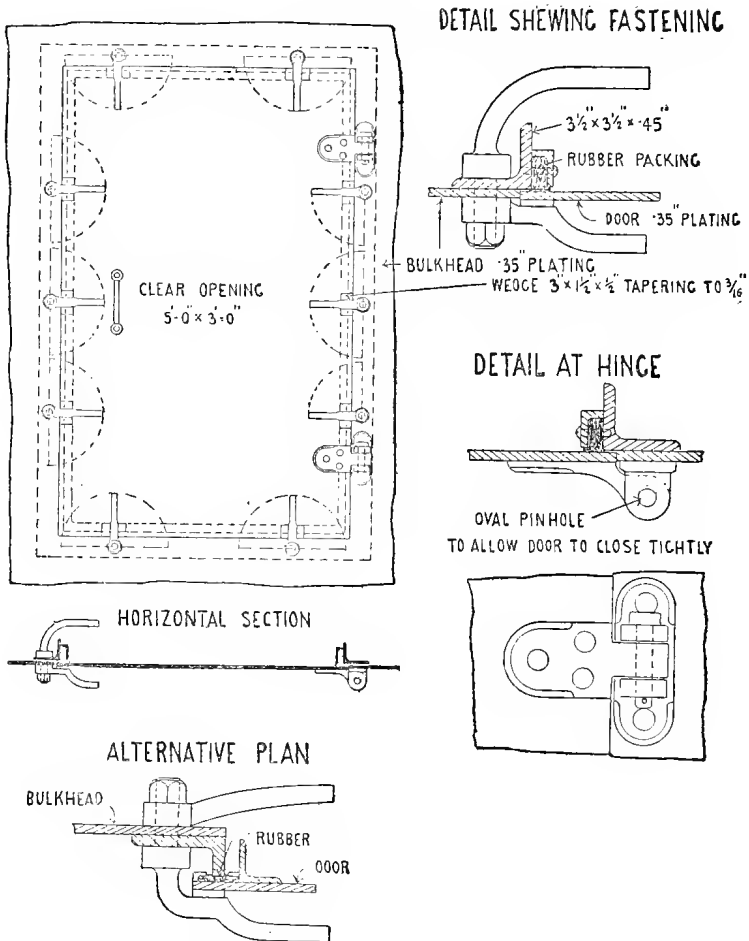 DETAIL SHEWING FASTENING
3½" × 3½" × ·45"
RUBBER PACKING
DOOR ·35" PLATING
BULKHEAD ·35" PLATING
WEDGE 3" × 1½" × ½" TAPERING TO 3/16"
CLEAR OPENING
5'-0" × 3'-0"
DETAIL AT HINGE
OVAL PINHOLE
TO ALLOW DOOR TO CLOSE TIGHTLY
HORIZONTAL SECTION
ALTERNATIVE PLAN
BULKHEAD
RUBBER
DOOR